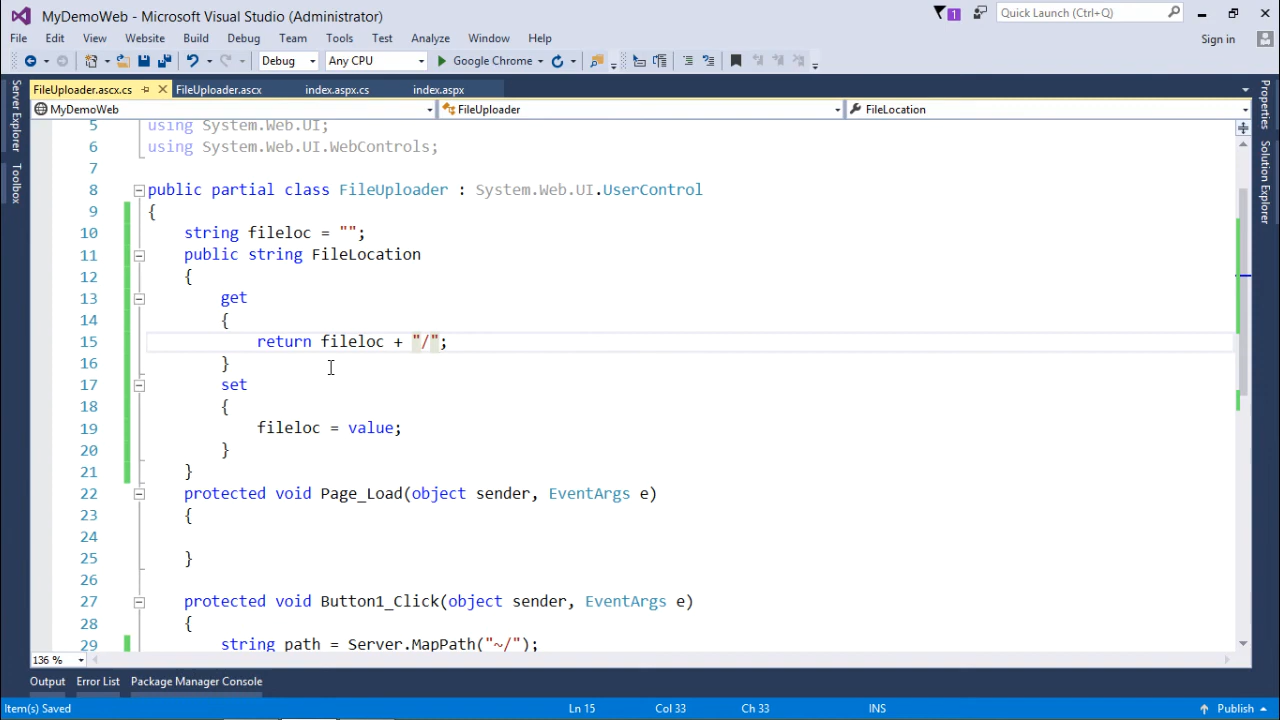 MyDemoWeb - Microsoft Visual Studio (Administrator)
1
Quick Launch (Ctrl+Q)
File Edit View Website Build Debug Team Tools Test Analyze Window Help
Sign in
Debug Any CPU Google Chrome
FileUploader.ascx.cs FileUploader.ascx index.aspx.cs index.aspx
MyDemoWeb FileUploader FileLocation
Server Explorer
Toolbox
Properties
Solution Explorer
5 using System.Web.UI;
6 using System.Web.UI.WebControls;
7
8 public partial class FileUploader : System.Web.UI.UserControl
9 {
10 string fileloc = "";
11 public string FileLocation
12 {
13 get
14 {
15 return fileloc + "/";
16 }
17 set
18 {
19 fileloc = value;
20 }
21 }
22 protected void Page_Load(object sender, EventArgs e)
23 {
24
25 }
26
27 protected void Button1_Click(object sender, EventArgs e)
28 {
29 string path = Server.MapPath("~/");
136 %
Output Error List Package Manager Console
Item(s) Saved Ln 15 Col 33 Ch 33 INS Publish